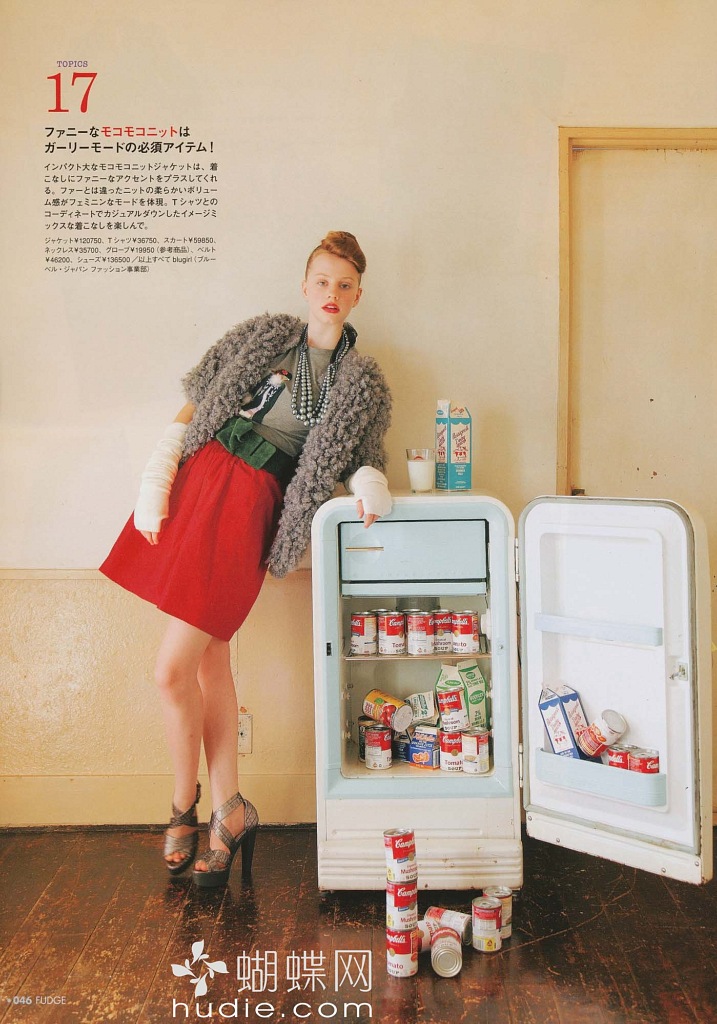 TOPICS
17
ファニーなモコモコニットは
ガーリーモードの必須アイテム!
インパクト大なモコモコニットジャケットは、着
こなしにファニーなアクセントをプラスしてくれ
る。ファーとは違ったニットの柔らかいボリュー
ム感がフェミニンなモードを体現。Tシャツとの
コーディネートでカジュアルダウンしたイメージミ
ックスな着こなしを楽しんで。
ジャケット¥120750、Tシャツ¥36750、スカート¥59850、
ネックレス¥35700、グローブ¥19950(参考商品)、ベルト
¥46200、シューズ¥136500/以上すべてblugirl(ブルー
ベル・ジャパン ファッション事業部)
Campbell's
Campbell's
Campbell's
Tomato
SOUP
Campbell's
Campbell's
Campbell's
蝴蝶网
hudie.com
046 FUDGE